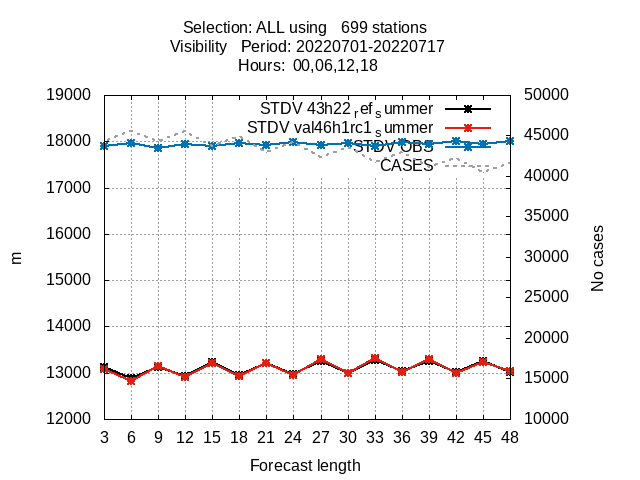 Selection: ALL using   699 stations
Visibility   Period: 20220701-20220717
Hours:  00,06,12,18
STDV 43h22 ref summer
STDV val46h1rc1 summer
STDV OBS
CASES
19000
18000
17000
16000
15000
14000
13000
12000
m
50000
45000
40000
35000
30000
25000
20000
15000
10000
No cases
3 6 9 12 15 18 21 24 27 30 33 36 39 42 45 48
Forecast length